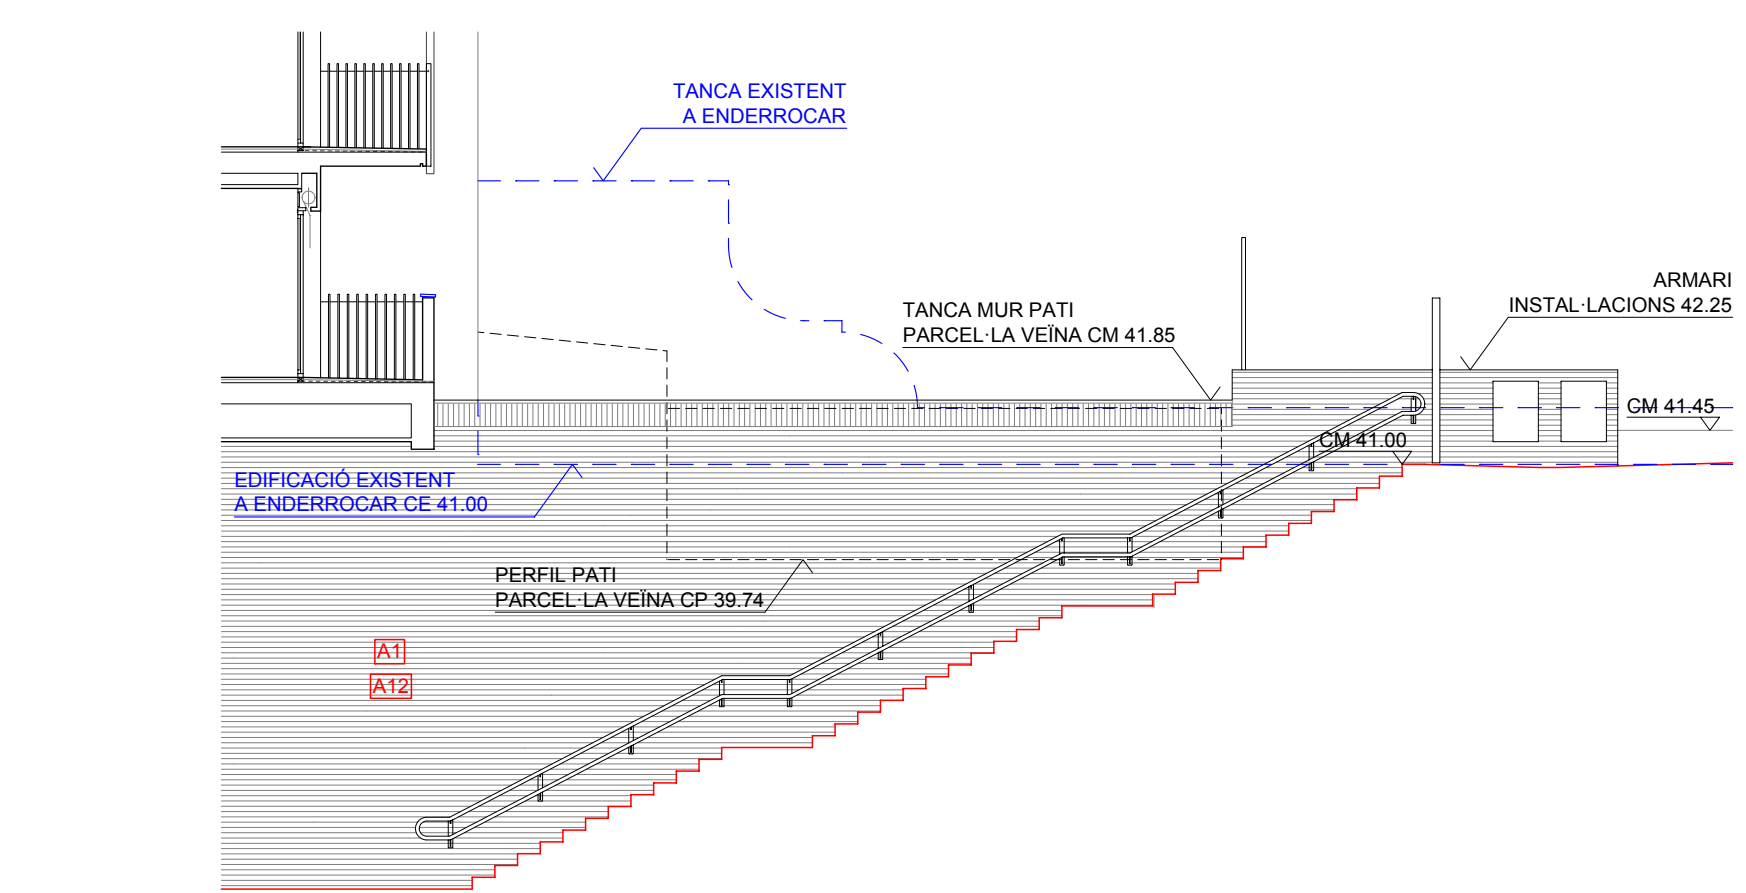 TANCA EXISTENT
A ENDERROCAR
ARMARI
INSTAL·LACIONS 42.25
TANCA MUR PATI
PARCEL·LA VEÏNA CM 41.85
CM 41.45
CM 41.00
EDIFICACIÓ EXISTENT
A ENDERROCAR CE 41.00
PERFIL PATI
PARCEL·LA VEÏNA CP 39.74
A1
A12